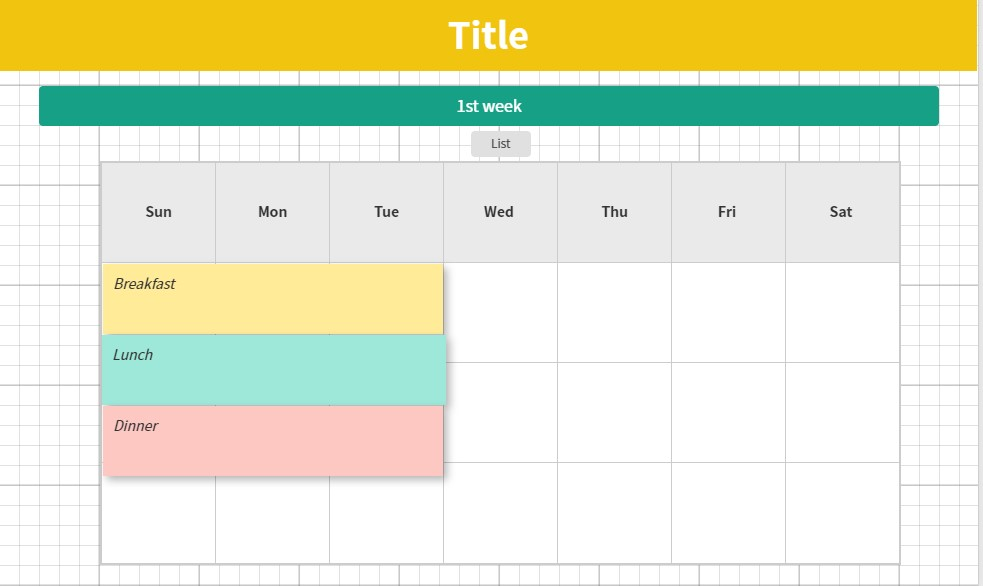 Title
1st week
List
Sun Mon Tue Wed Thu Fri Sat
Breakfast
Lunch
Dinner